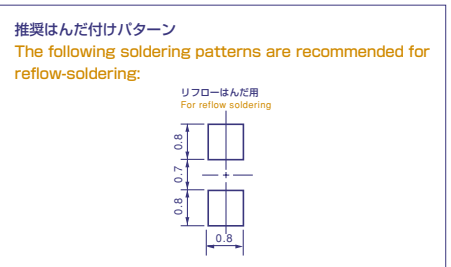 推奨はんだ付けパターン
The following soldering patterns are recommended for
reflow-soldering:
リフローはんだ用
For reflow soldering
0.8
0.7
0.8
0.8